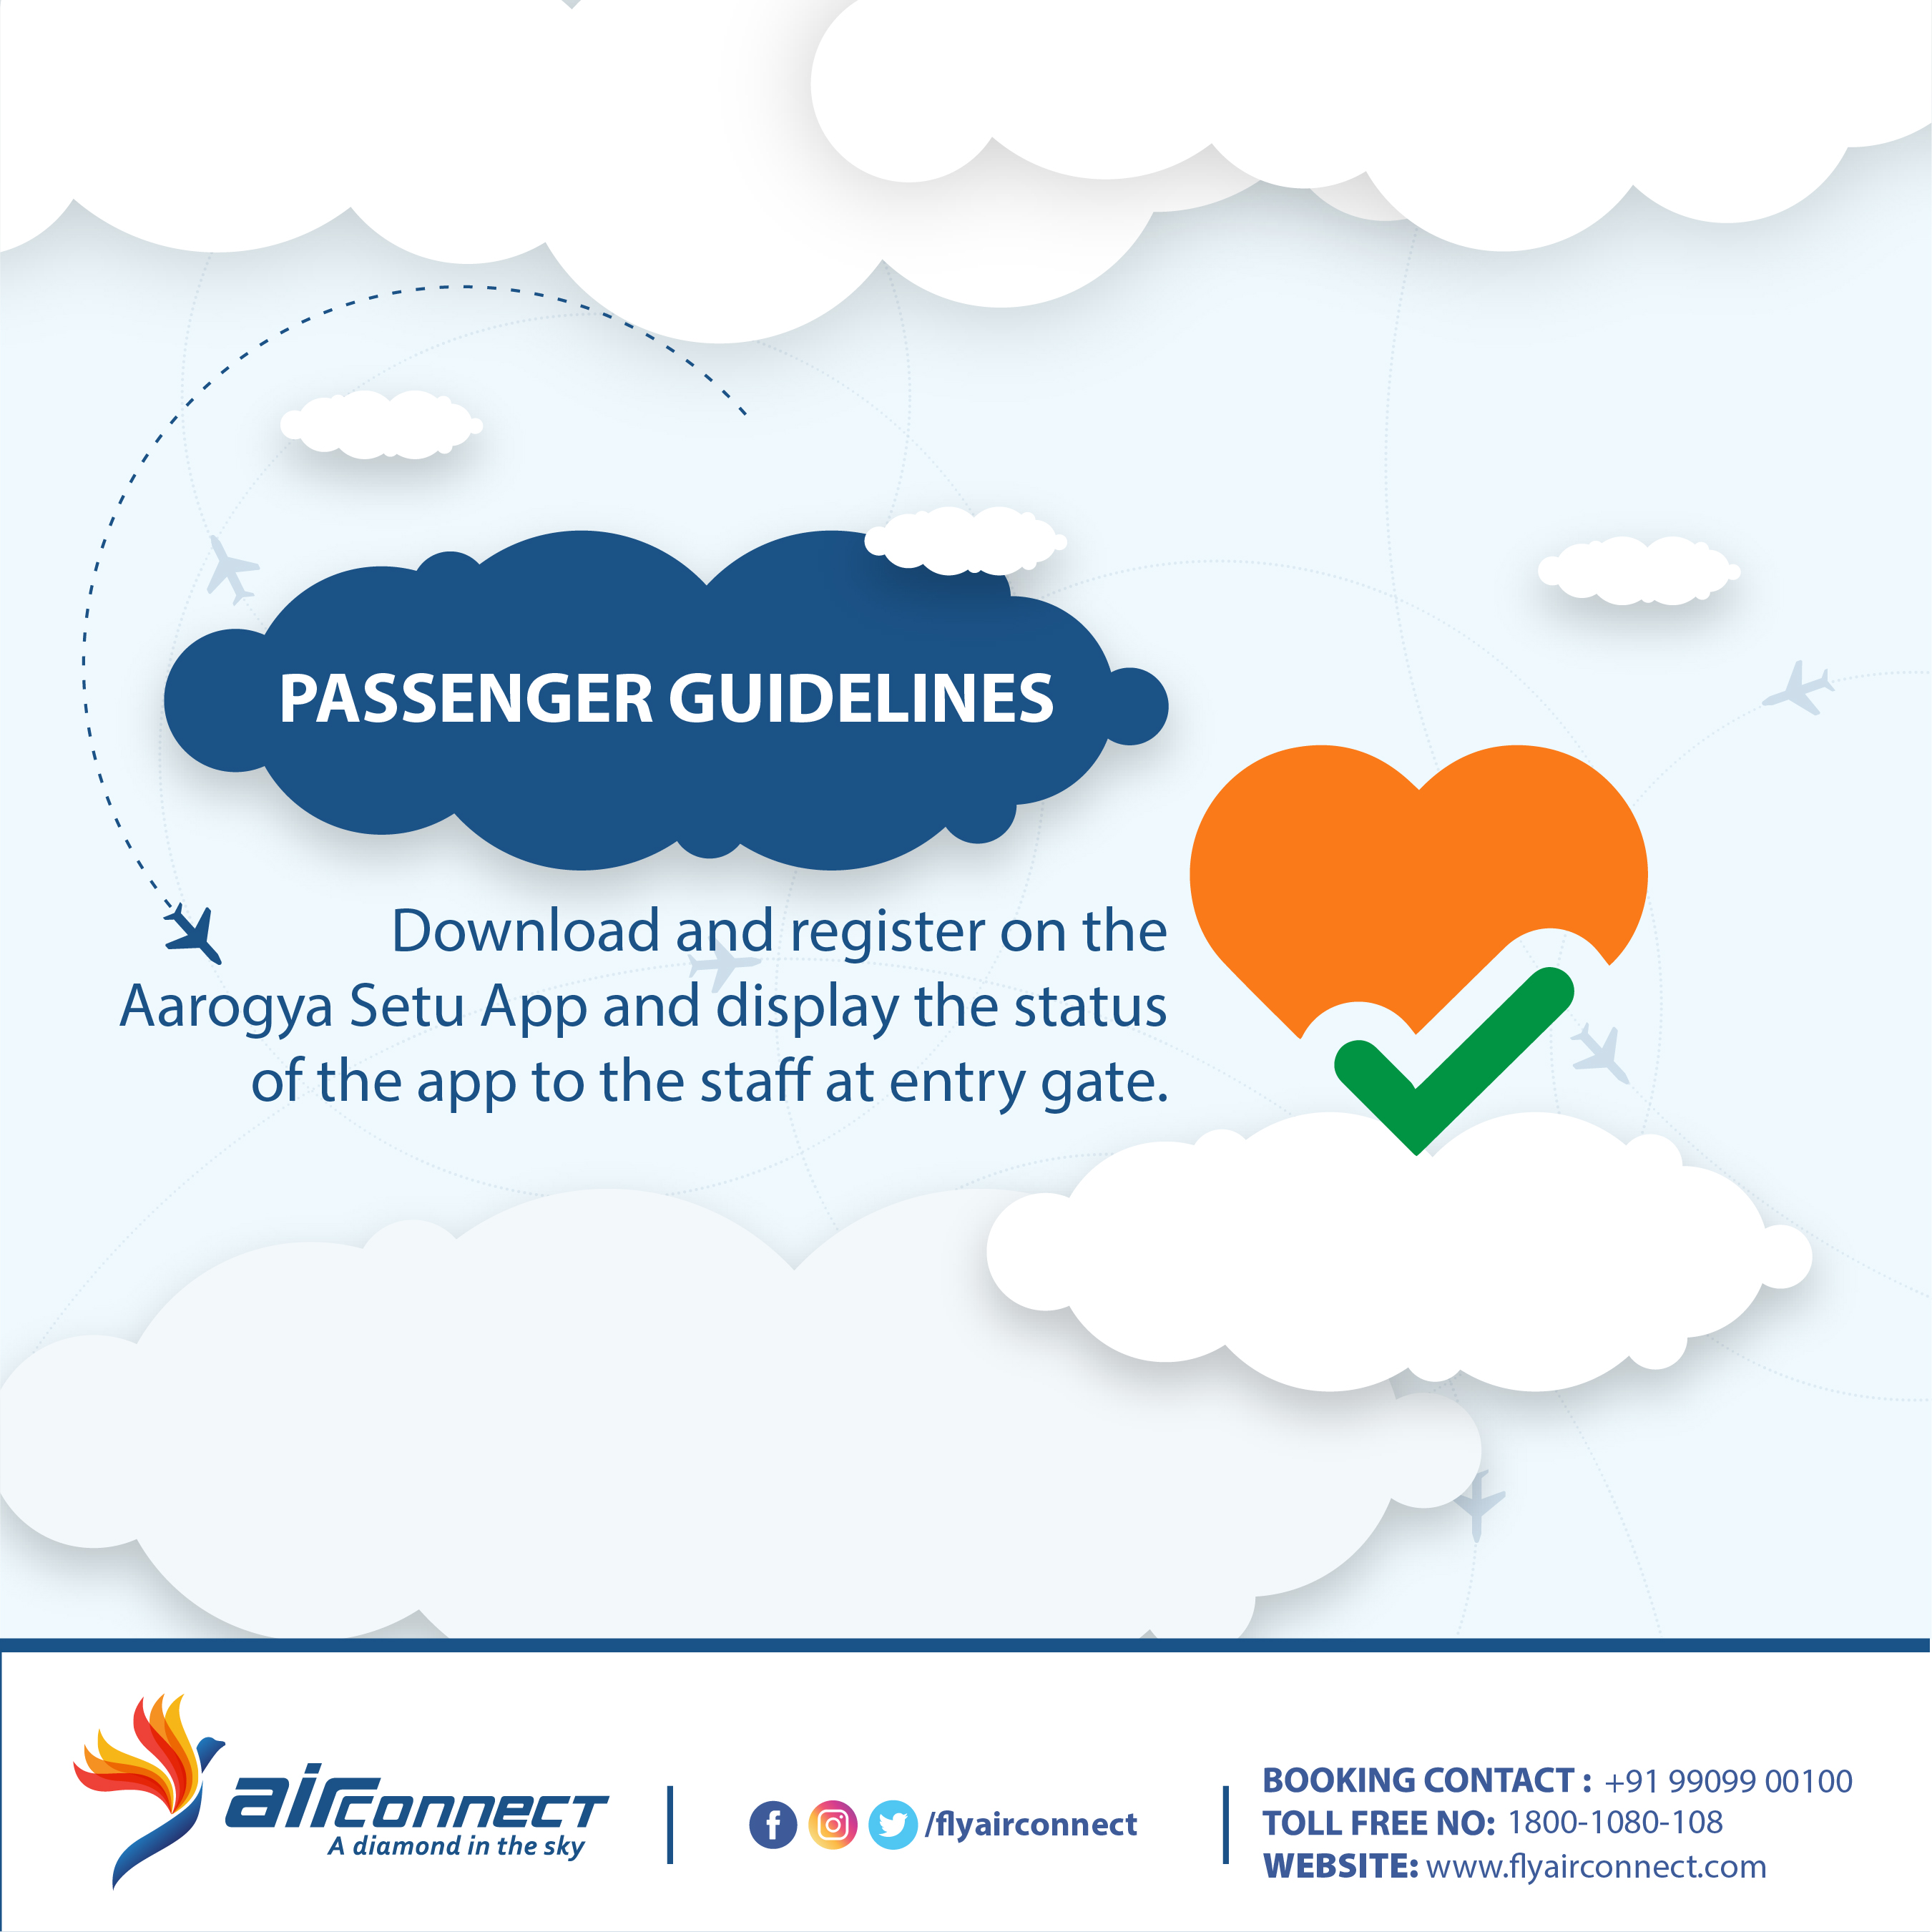 PASSENGER GUIDELINES
Download and register on the
Aarogya Setu App and display the status
of the app to the staff at entry gate.
airconnect
A diamond in the sky
/flyairconnect
BOOKING CONTACT : +91 99099 00100
TOLL FREE NO: 1800-1080-108
WEBSITE: www.flyairconnect.com